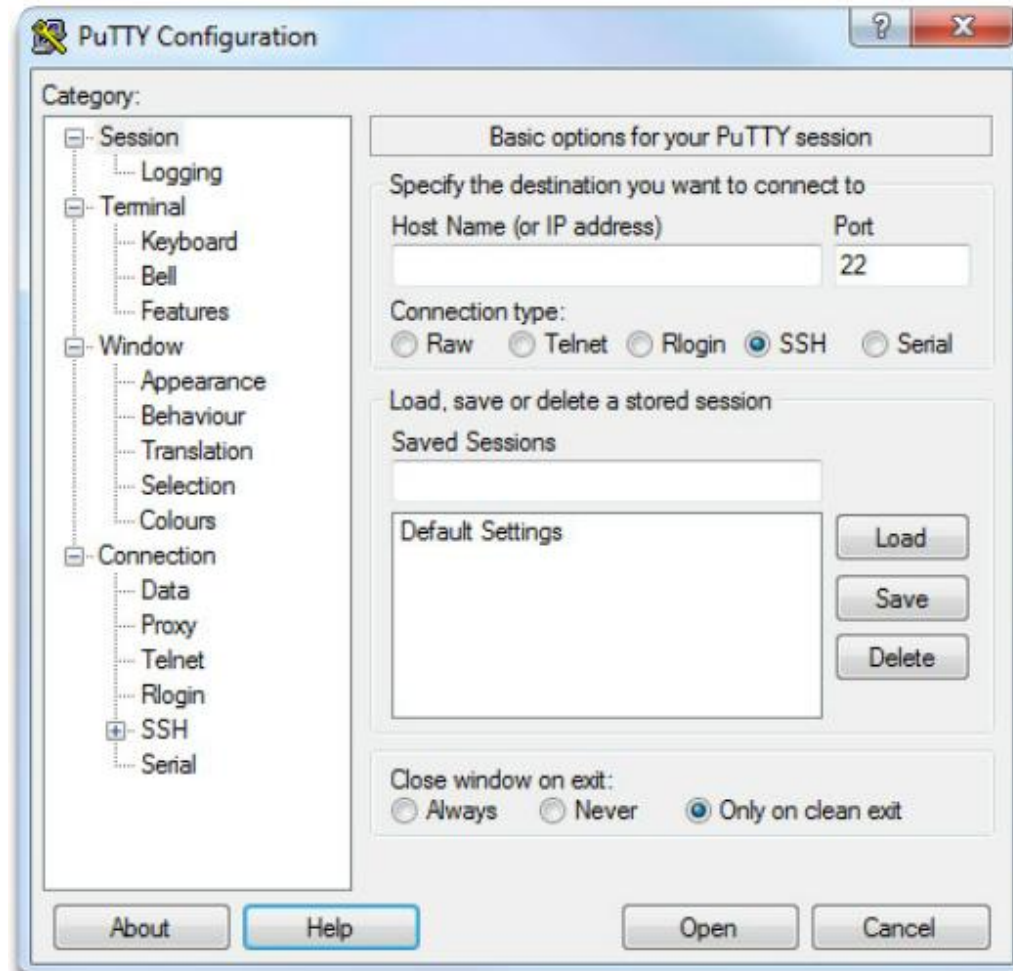 PuTTY Configuration
?
Category:
Session
Logging
Terminal
Keyboard
Bell
Features
Window
Appearance
Behaviour
Translation
Selection
Colours
Connection
Data
Proxy
Telnet
Rlogin
SSH
Serial
Basic options for your PuTTY session
Specify the destination you want to connect to
Host Name (or IP address) Port
22
Connection type:
Raw Telnet Rlogin SSH Serial
Load, save or delete a stored session
Saved Sessions
Default Settings
Load
Save
Delete
Close window on exit:
Always Never Only on clean exit
About Help Open Cancel